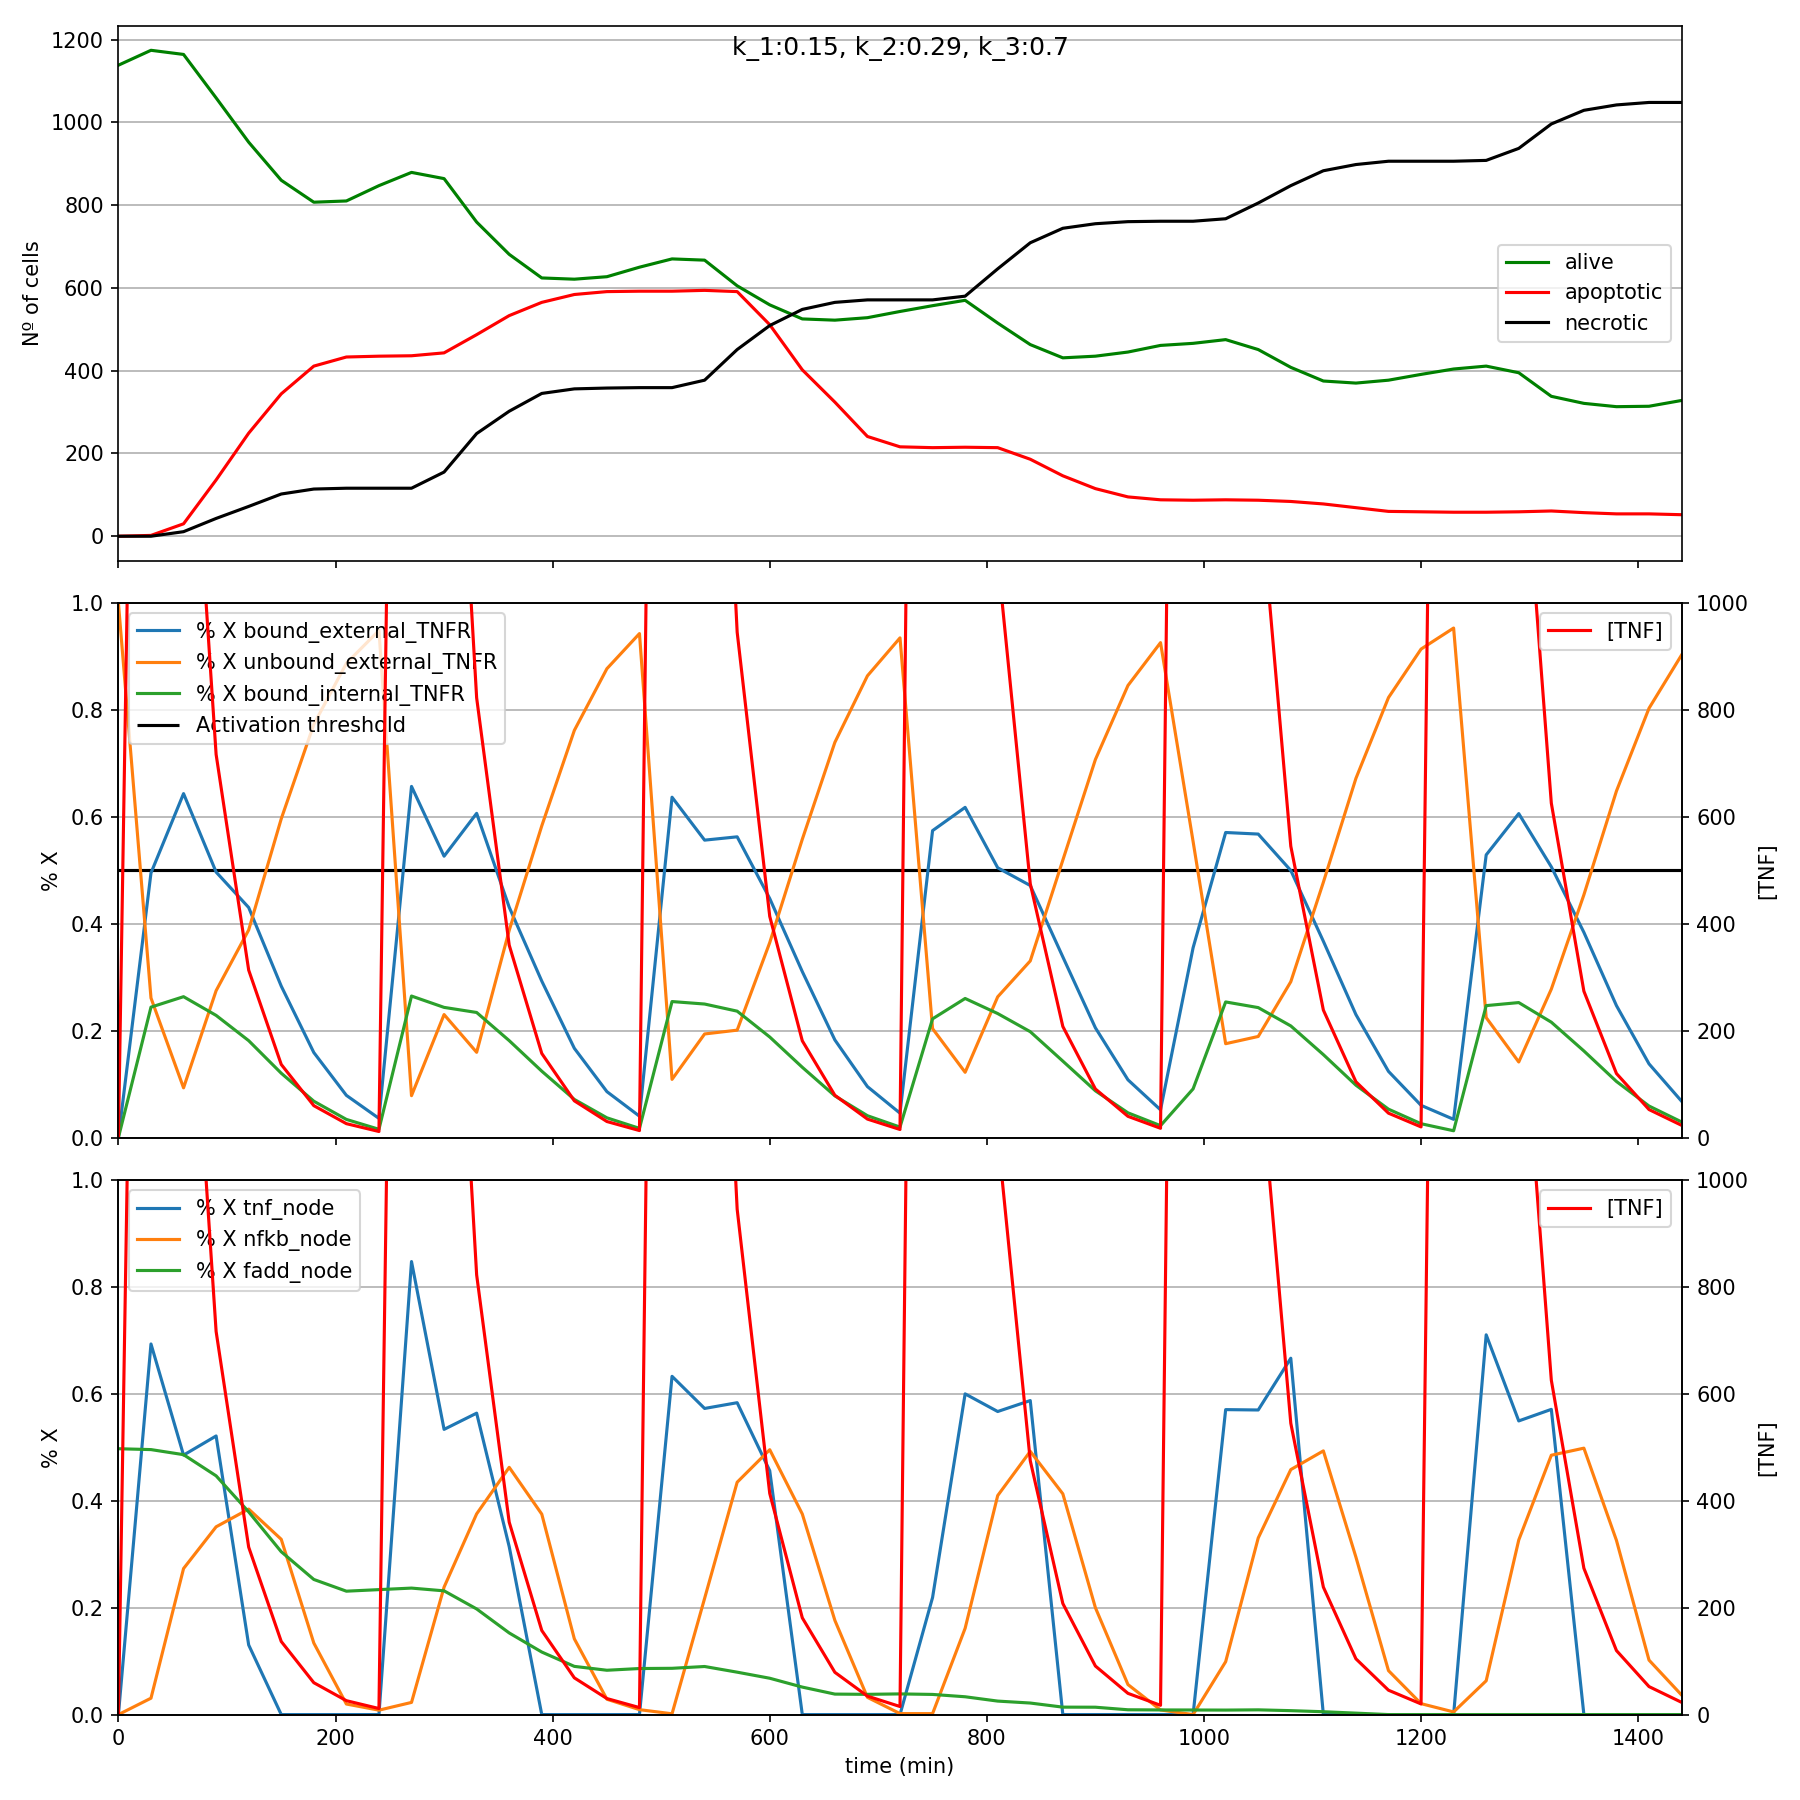 k_1:0.15, k_2:0.29, k_3:0.7
1200
1000
800
600
400
200
0
Nº of cells
alive
apoptotic
necrotic
1.0
0.8
0.6
0.4
0.2
0.0
% X
% X bound_external_TNFR
% X unbound_external_TNFR
% X bound_internal_TNFR
Activation threshold
[TNF]
1000
800
600
400
200
0
[TNF]
1.0
0.8
0.6
0.4
0.2
0.0
% X
% X tnf_node
% X nfkb_node
% X fadd_node
[TNF]
1000
800
600
400
200
0
[TNF]
0 200 400 600 800 1000 1200 1400
time (min)